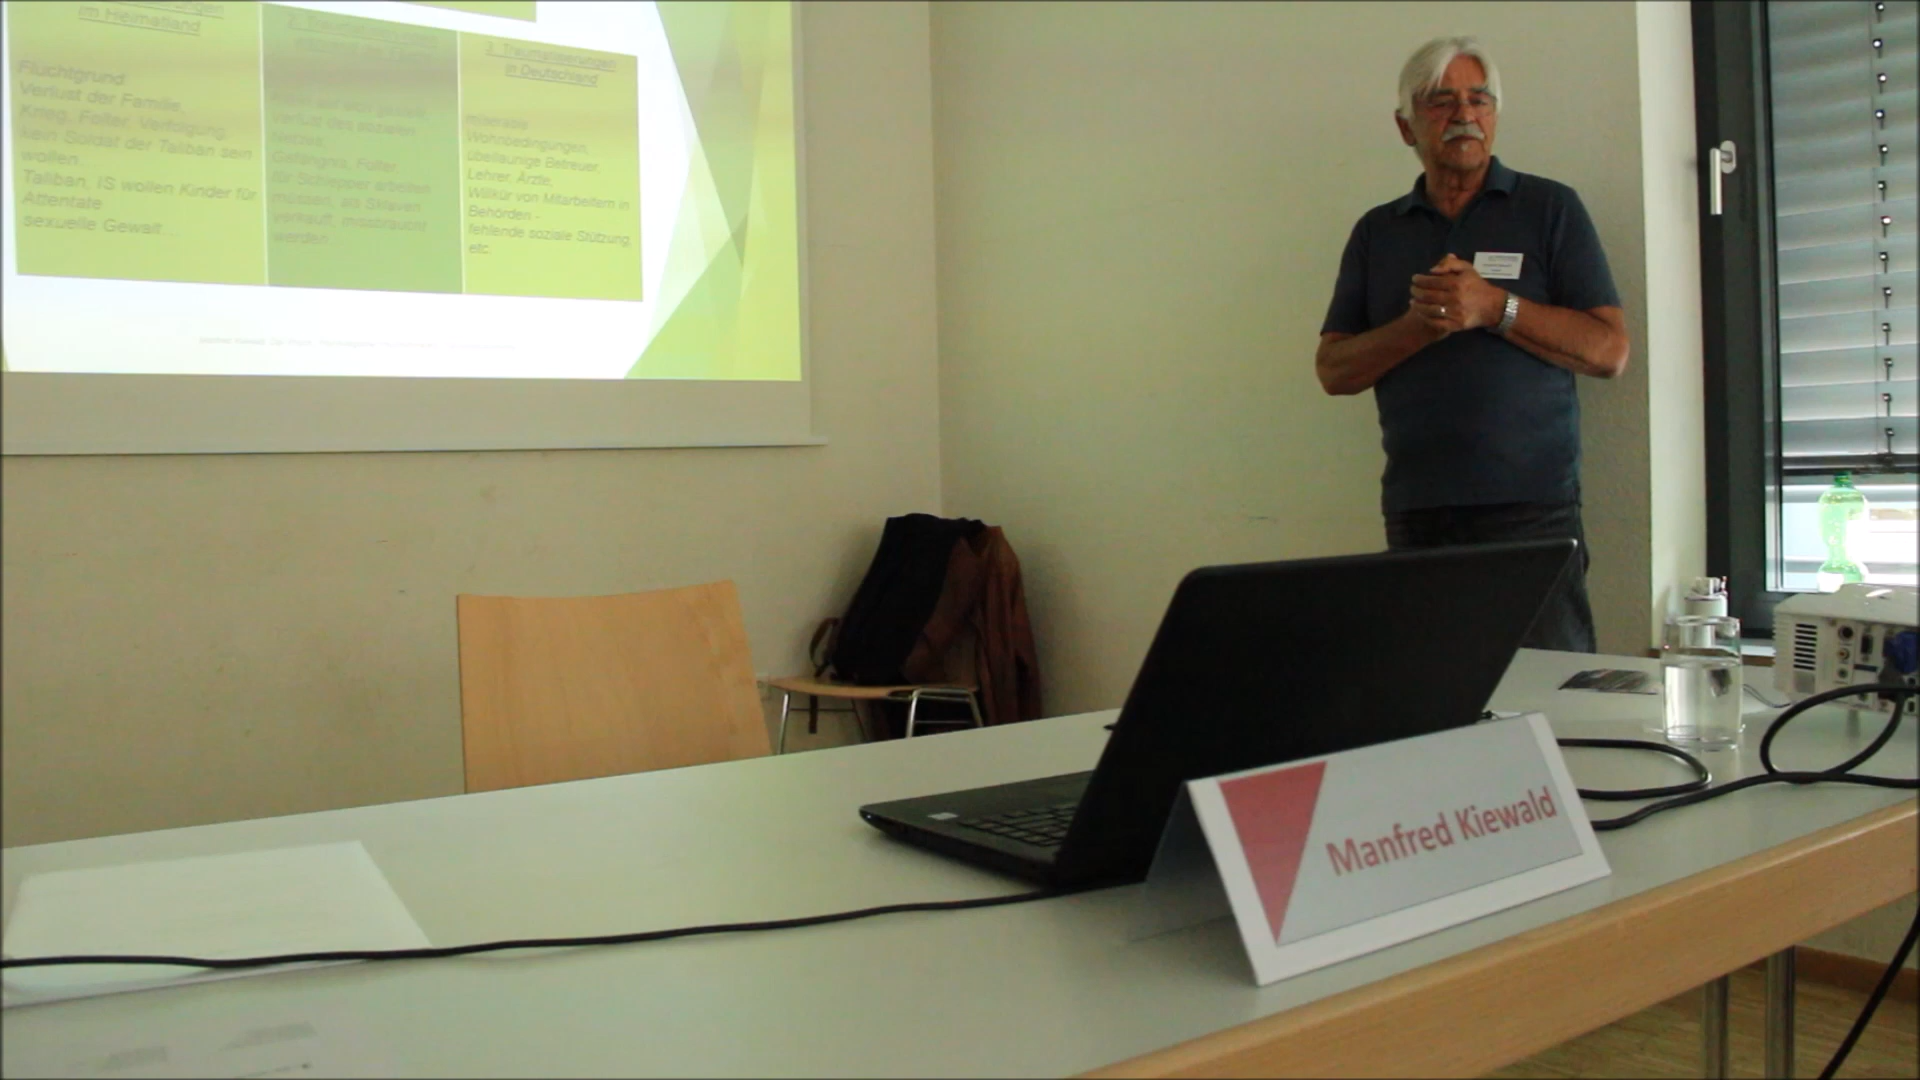 im Heimatland
Fluchtgrund
Verlust der Familie,
Krieg, Folter, Verfolgung,
kein Soldat der Taliban sein
wollen...
Taliban, IS wollen Kinder für
Attentate
sexuelle Gewalt...
Verlust des sozialen
Netzes,
Gefängnis, Folter,
für Schlepper arbeiten
müssen, als Sklaven
verkauft, missbraucht
werden...
3. Traumatisierungen
in Deutschland
miserable
Wohnbedingungen,
übellaunige Betreuer,
Lehrer, Ärzte,
Willkür von Mitarbeitern in
Behörden -
fehlende soziale Stützung,
etc.
Manfred Kiewald